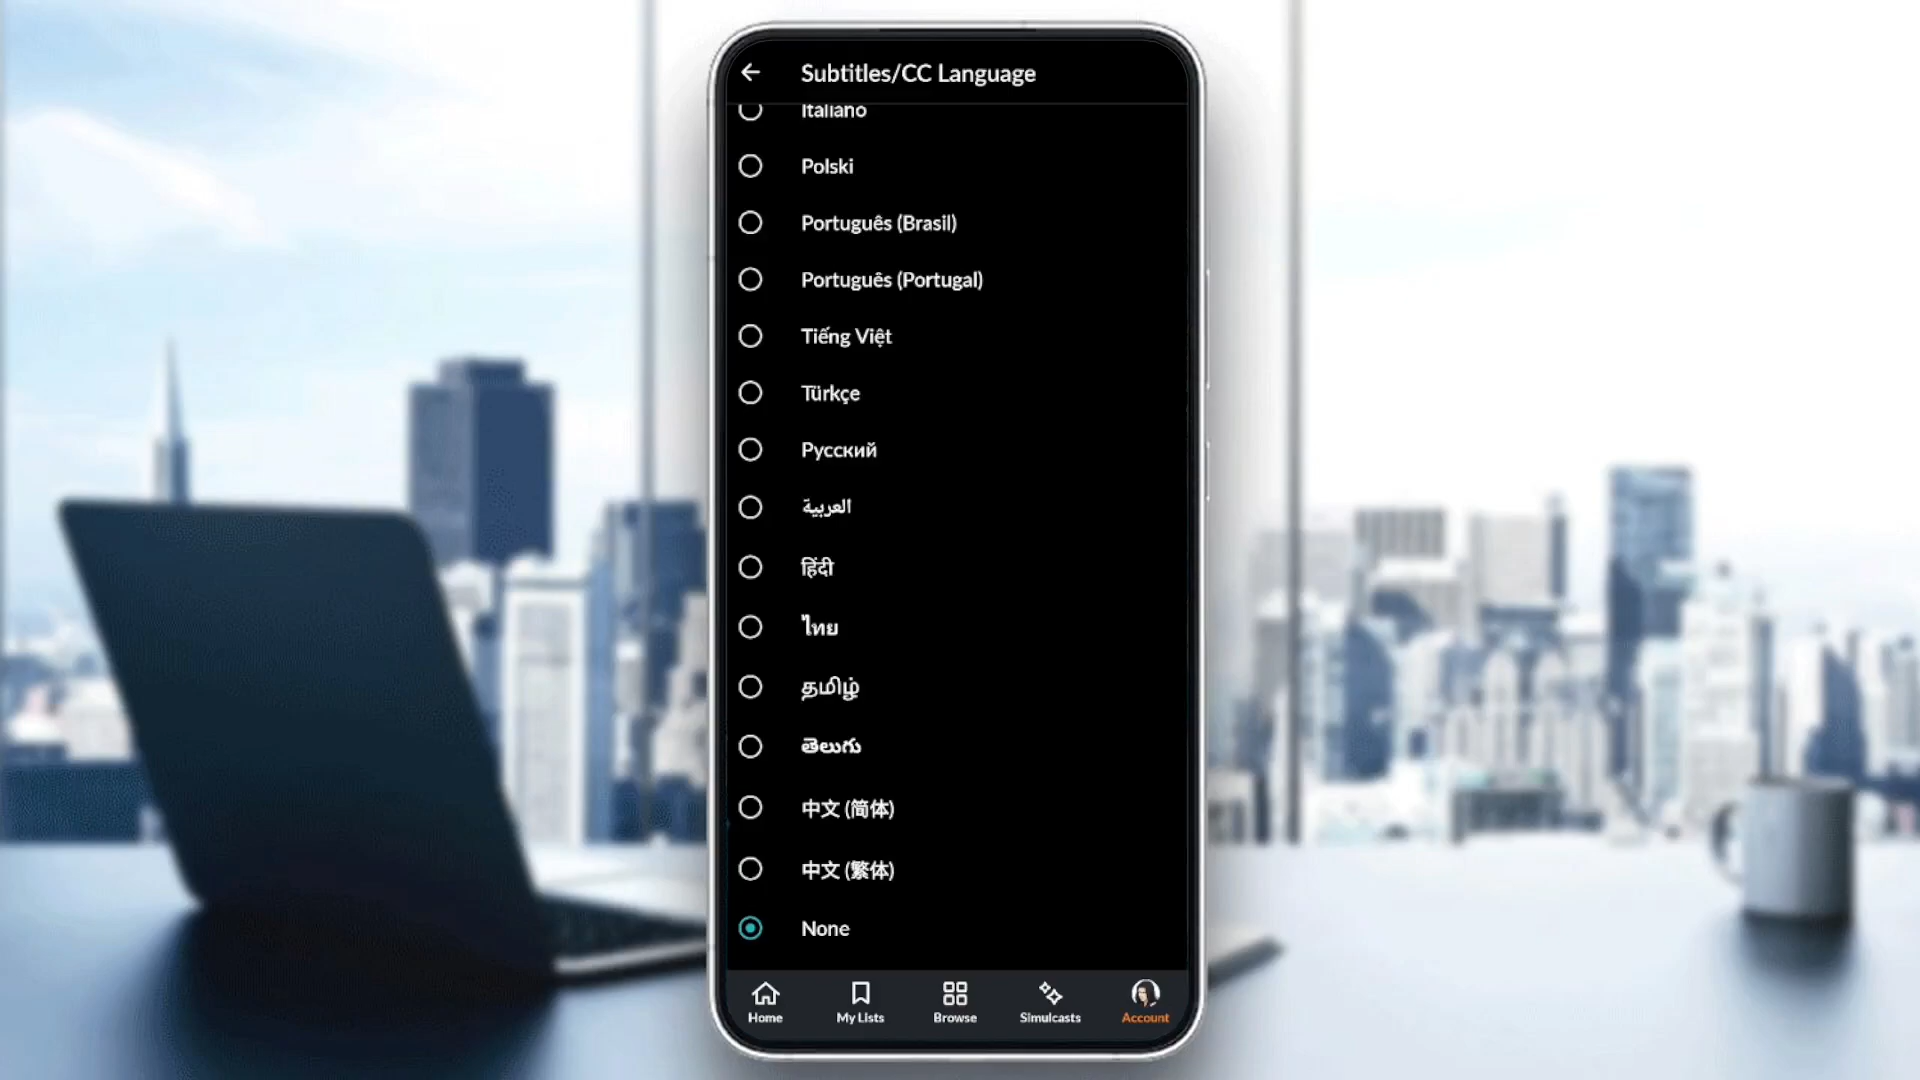 Subtitles/CC Language
Italiano
Polski
Português (Brasil)
Português (Portugal)
Tiếng Việt
Türkçe
Русский
العربية
हिंदी
ไทย
தமிழ்
తెలుగు
中文 (简体)
中文 (繁体)
None
Home
My Lists
Browse
Simulcasts
Account